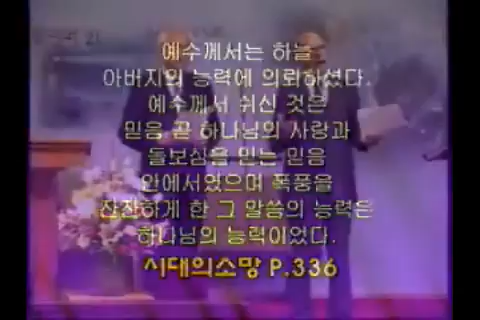 예수께서는 하늘
아버지의 능력에 의뢰하셨다.
예수께서 쉬신 것은
믿음 곧 하나님의 사랑과
돌보심을 믿는 믿음
안에서였으며 폭풍을
잔잔하게 한 그 말씀의 능력은
하나님의 능력이었다.
시대의소망 P.336